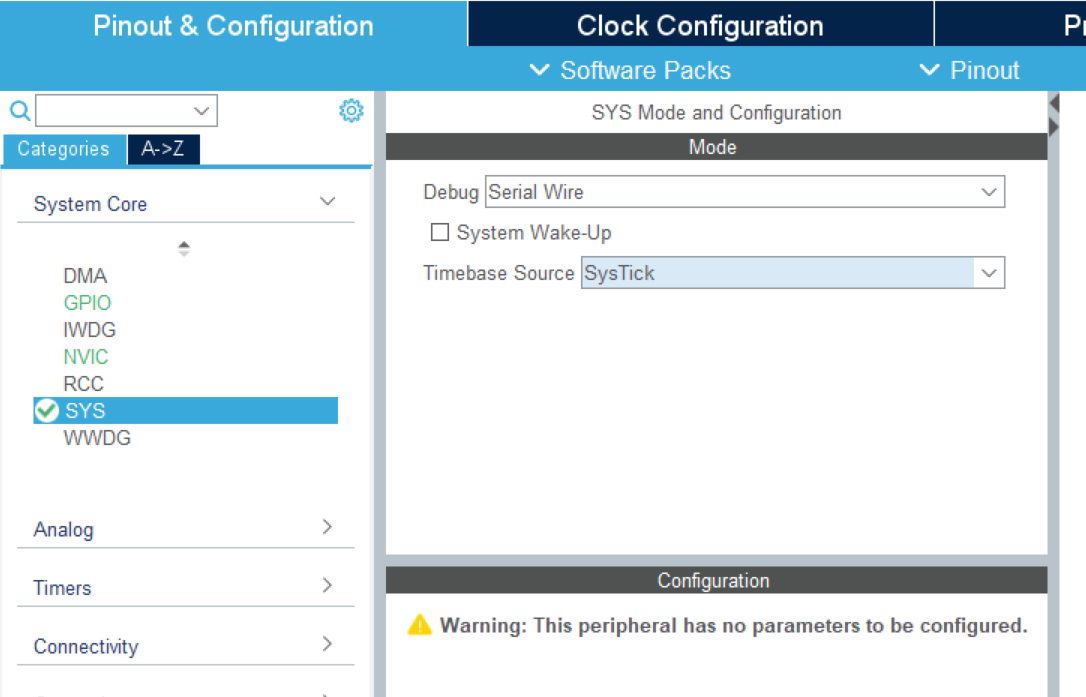 Pinout & Configuration
Clock Configuration
Software Packs
Pinout
Categories
A->Z
System Core
DMA
GPIO
IWDG
NVIC
RCC
SYS
WWDG
Analog
Timers
Connectivity
SYS Mode and Configuration
Mode
Debug Serial Wire
System Wake-Up
Timebase Source SysTick
Configuration
Warning: This peripheral has no parameters to be configured.